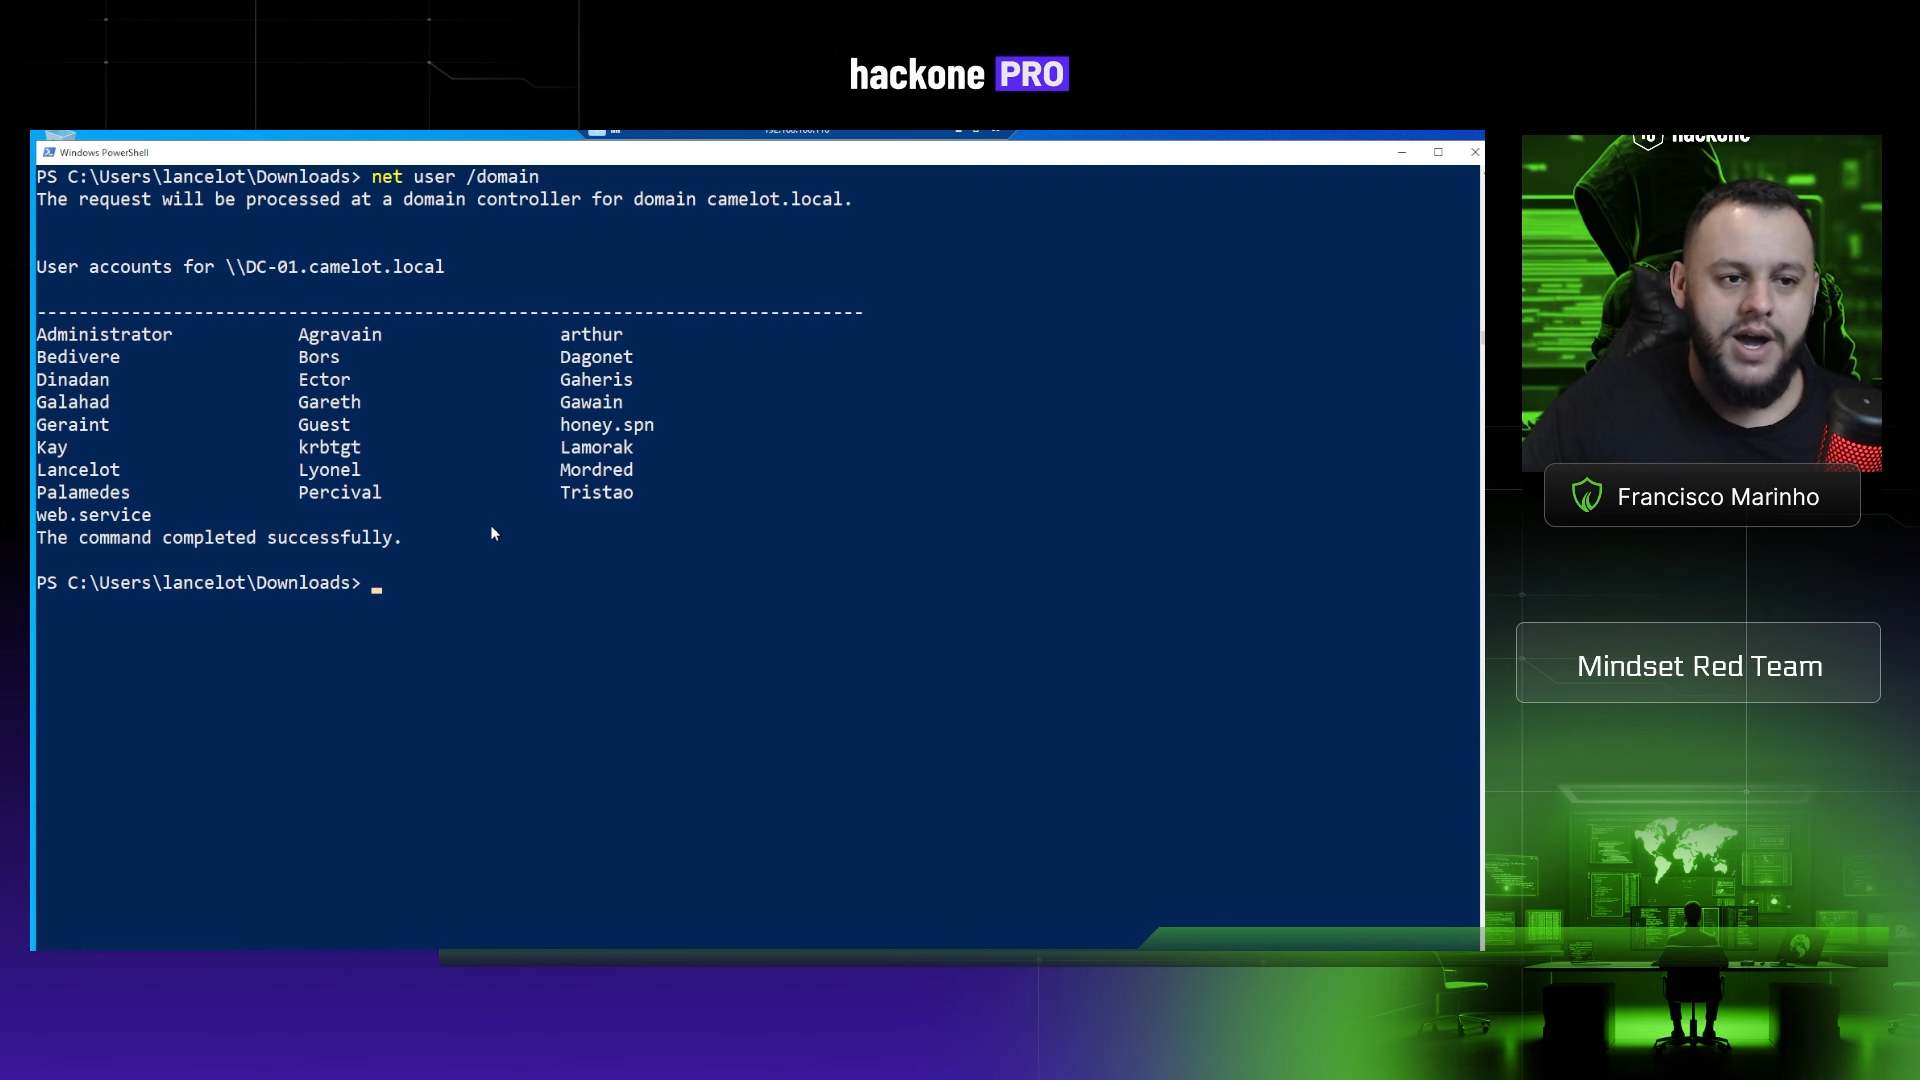 hackone PRO
Windows PowerShell
PS C:\Users\lancelot\Downloads> net user /domain
The request will be processed at a domain controller for domain camelot.local.
User accounts for \\DC-01.camelot.local
-------------------------------------------------------------------------------
Administrator Agravain arthur
Bedivere Bors Dagonet
Dinadan Ector Gaheris
Galahad Gareth Gawain
Geraint Guest honey.spn
Kay krbtgt Lamorak
Lancelot Lyonel Mordred
Palamedes Percival Tristao
web.service
The command completed successfully.
PS C:\Users\lancelot\Downloads>
hackone
Francisco Marinho
Mindset Red Team